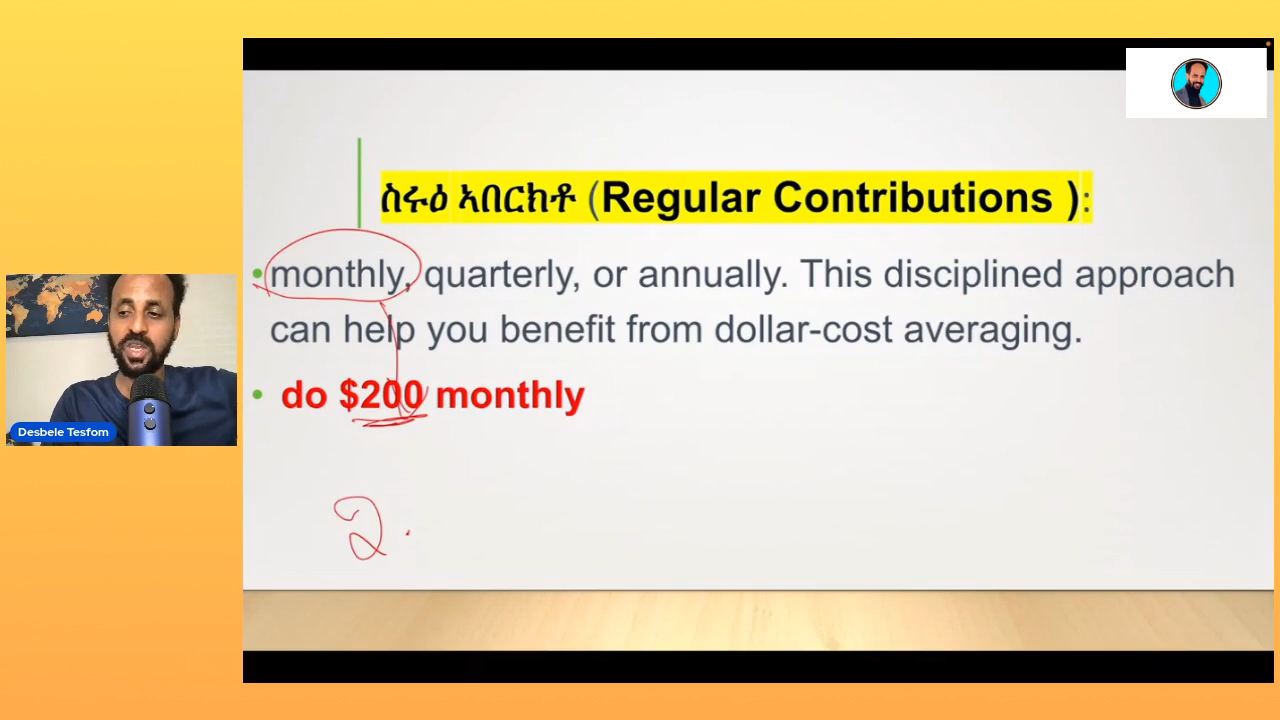 ስሩዕ ኣበርክቶ (Regular Contributions ):
• monthly, quarterly, or annually. This disciplined approach
can help you benefit from dollar-cost averaging.
• do $200 monthly
2.
Desbele Tesfom